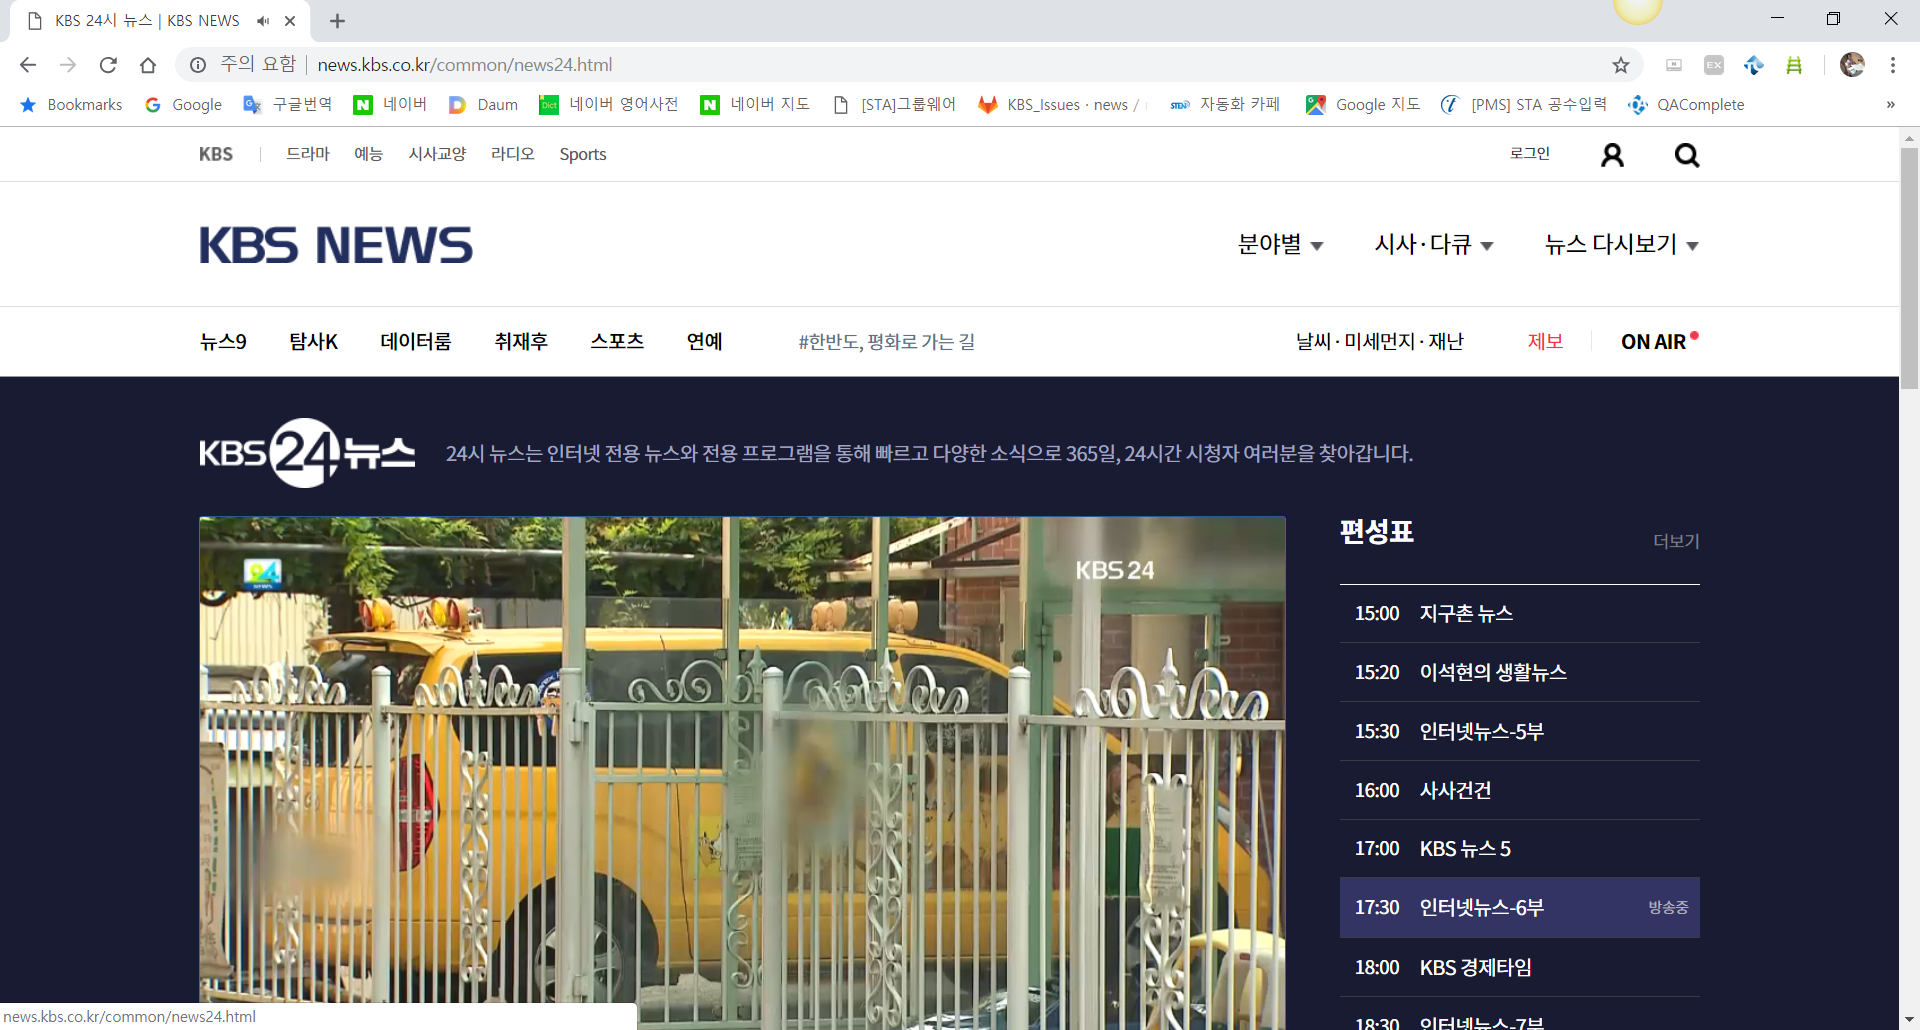 KBS 24시 뉴스 | KBS NEWS
주의 요함 news.kbs.co.kr/common/news24.html
EX
Bookmarks Google 구글번역 네이버 Daum 네이버 영어사전 네이버 지도 [STA]그룹웨어 KBS_Issues · news / 자동화 카페 Google 지도 [PMS] STA 공수입력 QAComplete »
KBS 드라마 예능 시사교양 라디오 Sports 로그인
KBS NEWS 분야별 시사·다큐 뉴스 다시보기
뉴스9 탐사K 데이터룸 취재후 스포츠 연예 #한반도, 평화로 가는 길 날씨·미세먼지·재난 제보 ON AIR
KBS 24 뉴스 24시 뉴스는 인터넷 전용 뉴스와 전용 프로그램을 통해 빠르고 다양한 소식으로 365일, 24시간 시청자 여러분을 찾아갑니다.
24 NEWS
KBS 24
편성표 더보기
15:00 지구촌 뉴스
15:20 이석현의 생활뉴스
15:30 인터넷뉴스-5부
16:00 사사건건
17:00 KBS 뉴스 5
17:30 인터넷뉴스-6부 방송중
18:00 KBS 경제타임
18:30 인터넷뉴스-7부
news.kbs.co.kr/common/news24.html